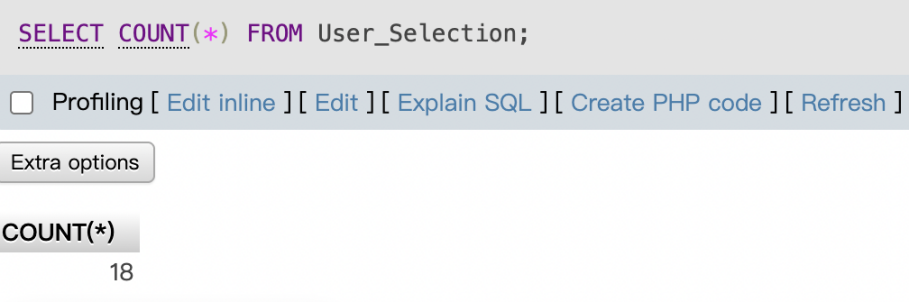 SELECT COUNT(*) FROM User_Selection;
Profiling [ Edit inline ] [ Edit ] [ Explain SQL ] [ Create PHP code ] [ Refresh ]
Extra options
COUNT(*)
18